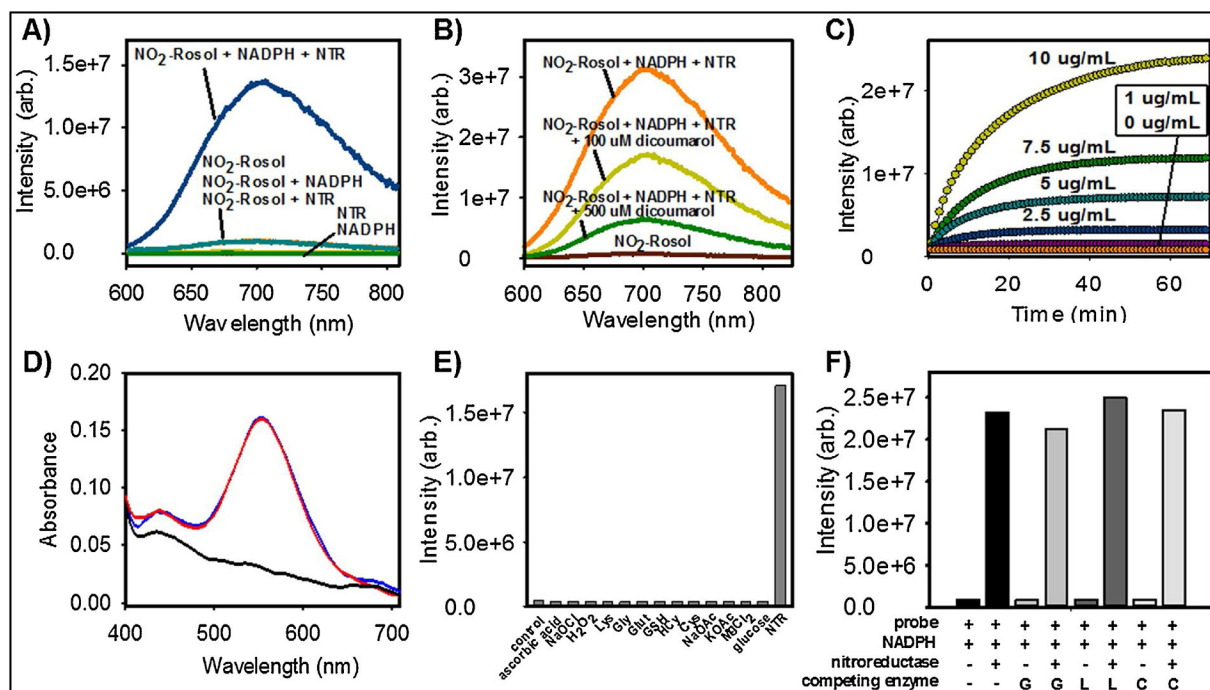 A)
NO2-Rosol + NADPH + NTR
NO2-Rosol
NO2-Rosol + NADPH
NO2-Rosol + NTR
NTR
NADPH
Intensity (arb.)
1.5e+7
1.0e+7
5.0e+6
0.0
600 650 700 750 800
Wavelength (nm)
B)
NO2-Rosol + NADPH + NTR
NO2-Rosol + NADPH + NTR
+ 100 uM dicoumarol
NO2-Rosol + NADPH + NTR
+ 500 uM dicoumarol
NO2-Rosol
Intensity (arb.)
3e+7
2e+7
1e+7
0
600 650 700 750 800
Wavelength (nm)
C)
10 ug/mL
1 ug/mL
0 ug/mL
7.5 ug/mL
5 ug/mL
2.5 ug/mL
Intensity (arb.)
2e+7
1e+7
0
0 20 40 60
Time (min)
D)
Absorbance
0.20
0.15
0.10
0.05
0.00
400 500 600 700
Wavelength (nm)
E)
Intensity (arb.)
1.5e+7
1.0e+7
5.0e+6
0.0
control
ascorbic acid
NaOCl
H2O2
Lys
Gly
Glut
GSH
HCy
Cys
NaOAc
KOAc
MgCl2
glucose
NTR
F)
Intensity (arb.)
2.5e+7
2.0e+7
1.5e+7
1.0e+7
5.0e+6
0.0
probe + + + + + + + +
NADPH + + + + + + + +
nitroreductase - + - + - + - +
competing enzyme - - G G L L C C